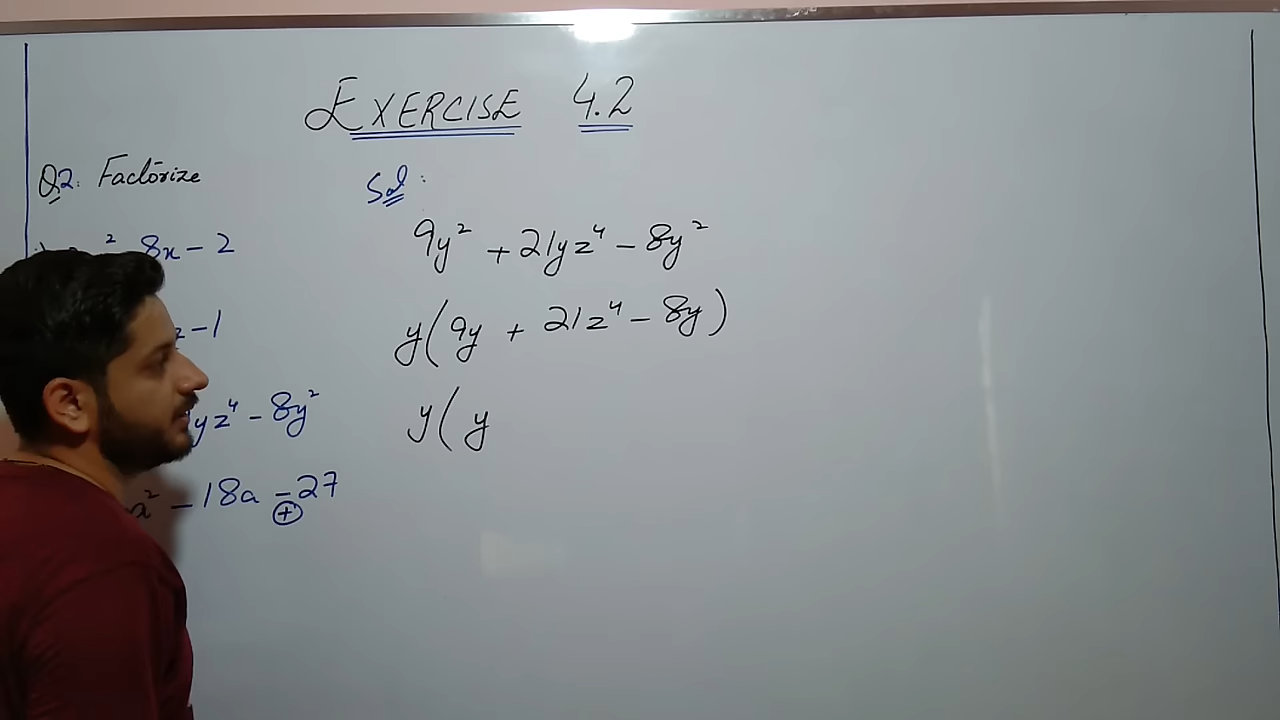 EXERCISE 4.2
Q2. Factorize
² 8x - 2
z - 1
yz⁴ - 8y²
a² - 18a - 27
+
Sol:
9y² + 21yz⁴ - 8y²
y(9y + 21z⁴ - 8y)
y( y